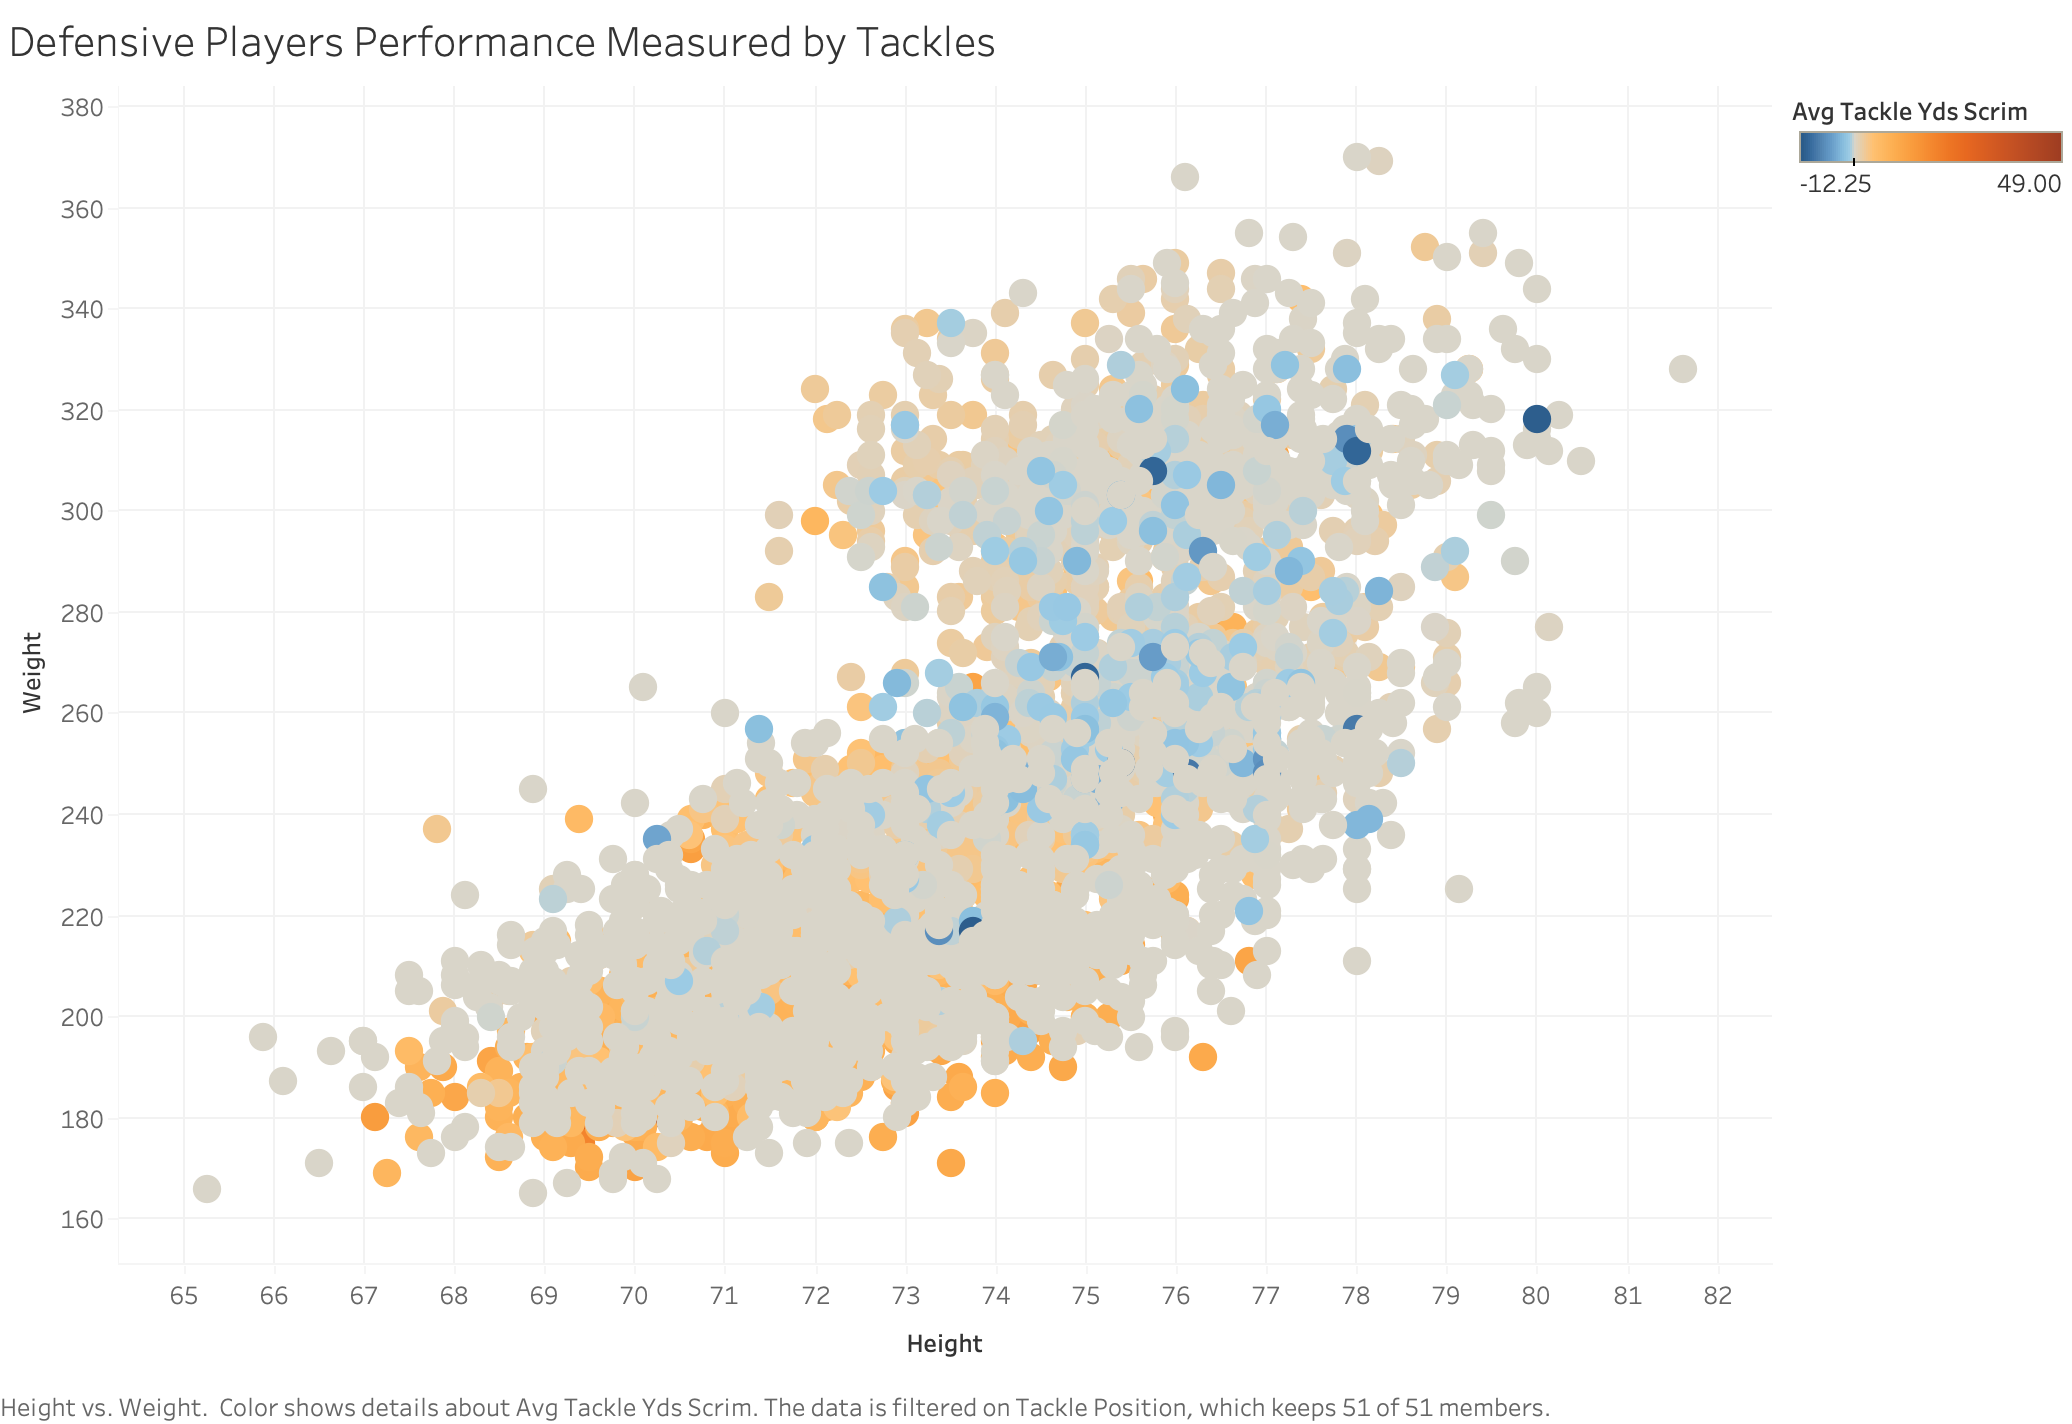 Defensive Players Performance Measured by Tackles
Avg Tackle Yds Scrim
-12.25 49.00
380
360
340
320
300
280
260
240
220
200
180
160
Weight
65 66 67 68 69 70 71 72 73 74 75 76 77 78 79 80 81 82
Height
Height vs. Weight. Color shows details about Avg Tackle Yds Scrim. The data is filtered on Tackle Position, which keeps 51 of 51 members.